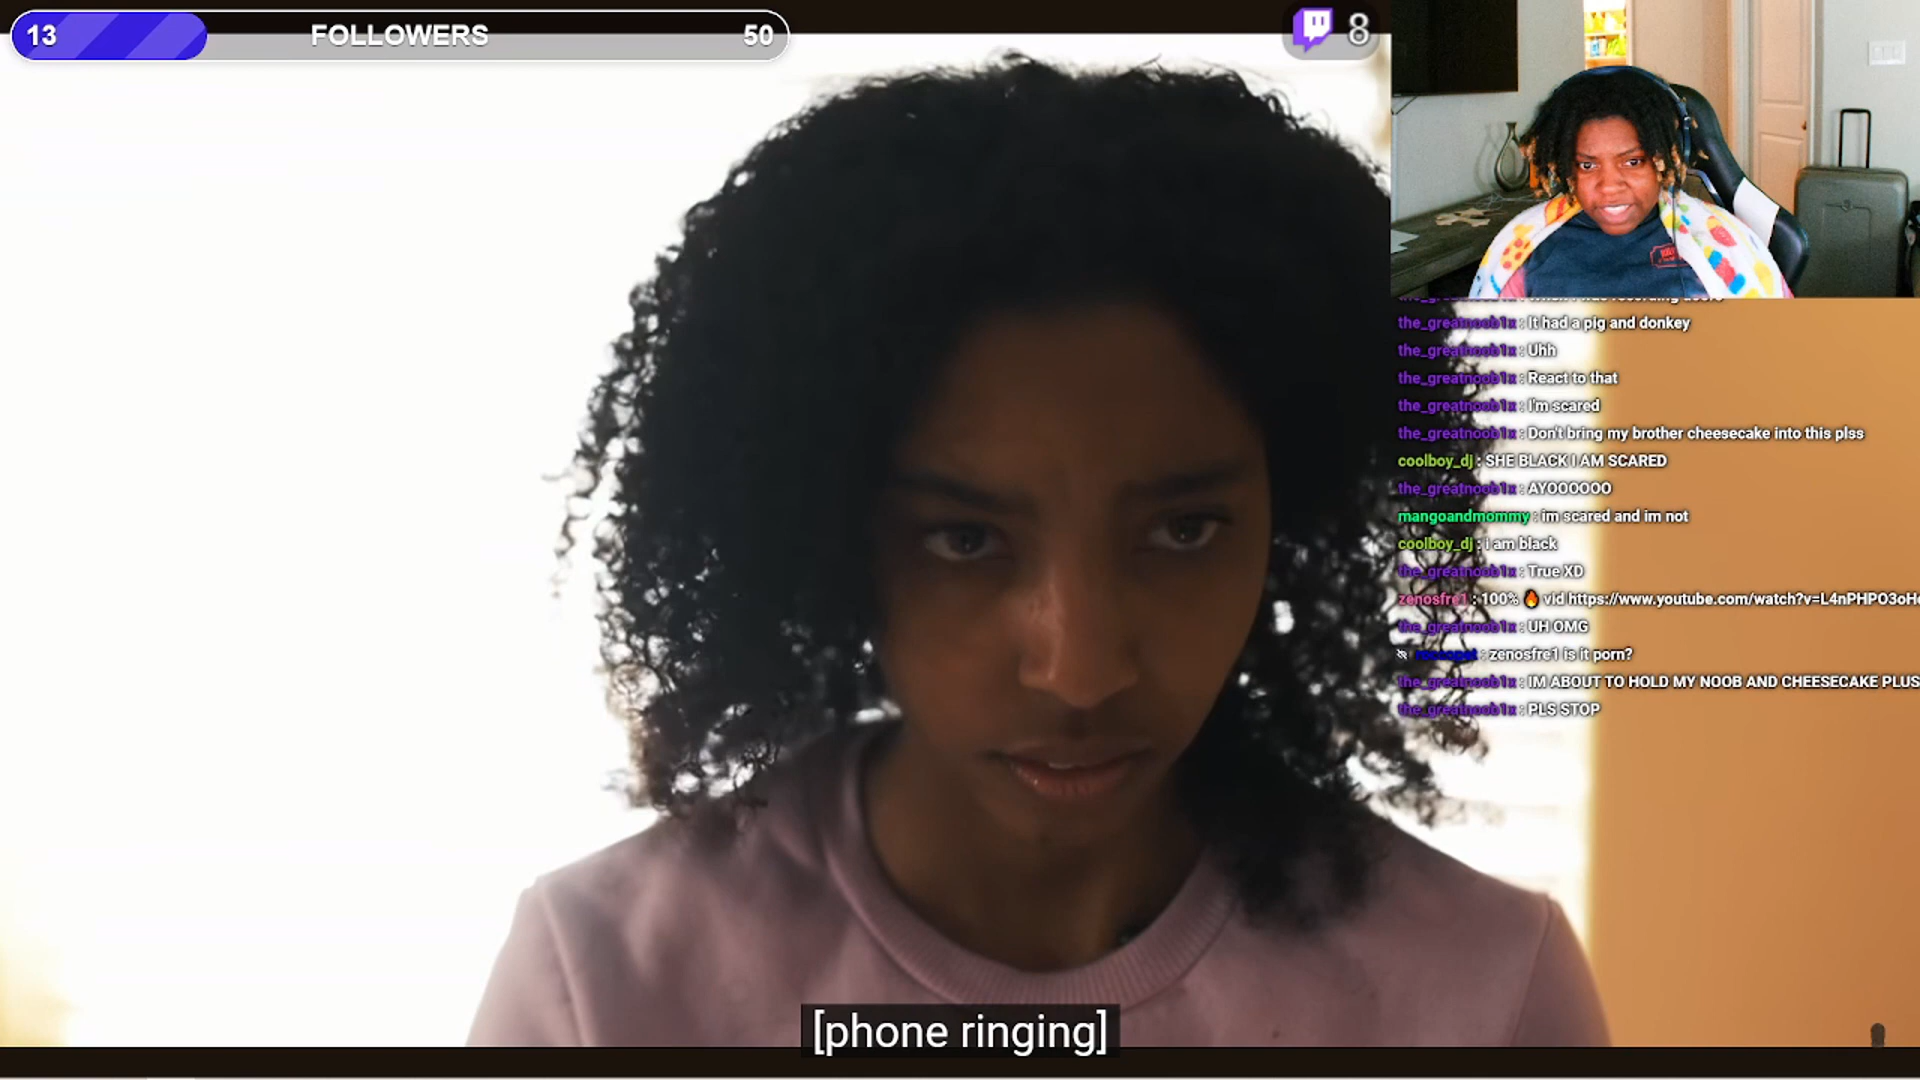 13 FOLLOWERS 50
8
the_greatnoob1x : It had a pig and donkey
the_greatnoob1x : Uhh
the_greatnoob1x : React to that
the_greatnoob1x : I'm scared
the_greatnoob1x : Don't bring my brother cheesecake into this plss
coolboy_dj : SHE BLACK I AM SCARED
the_greatnoob1x : AYOOOOOO
mangoandmommy : im scared and im not
coolboy_dj : i am black
the_greatnoob1x : True XD
zenosfre1 : 100% 🔥 vid https://www.youtube.com/watch?v=L4nPHPO3oH
the_greatnoob1x : UH OMG
: zenosfre1 is it porn?
the_greatnoob1x : IM ABOUT TO HOLD MY NOOB AND CHEESECAKE PLUS
the_greatnoob1x : PLS STOP
[phone ringing]